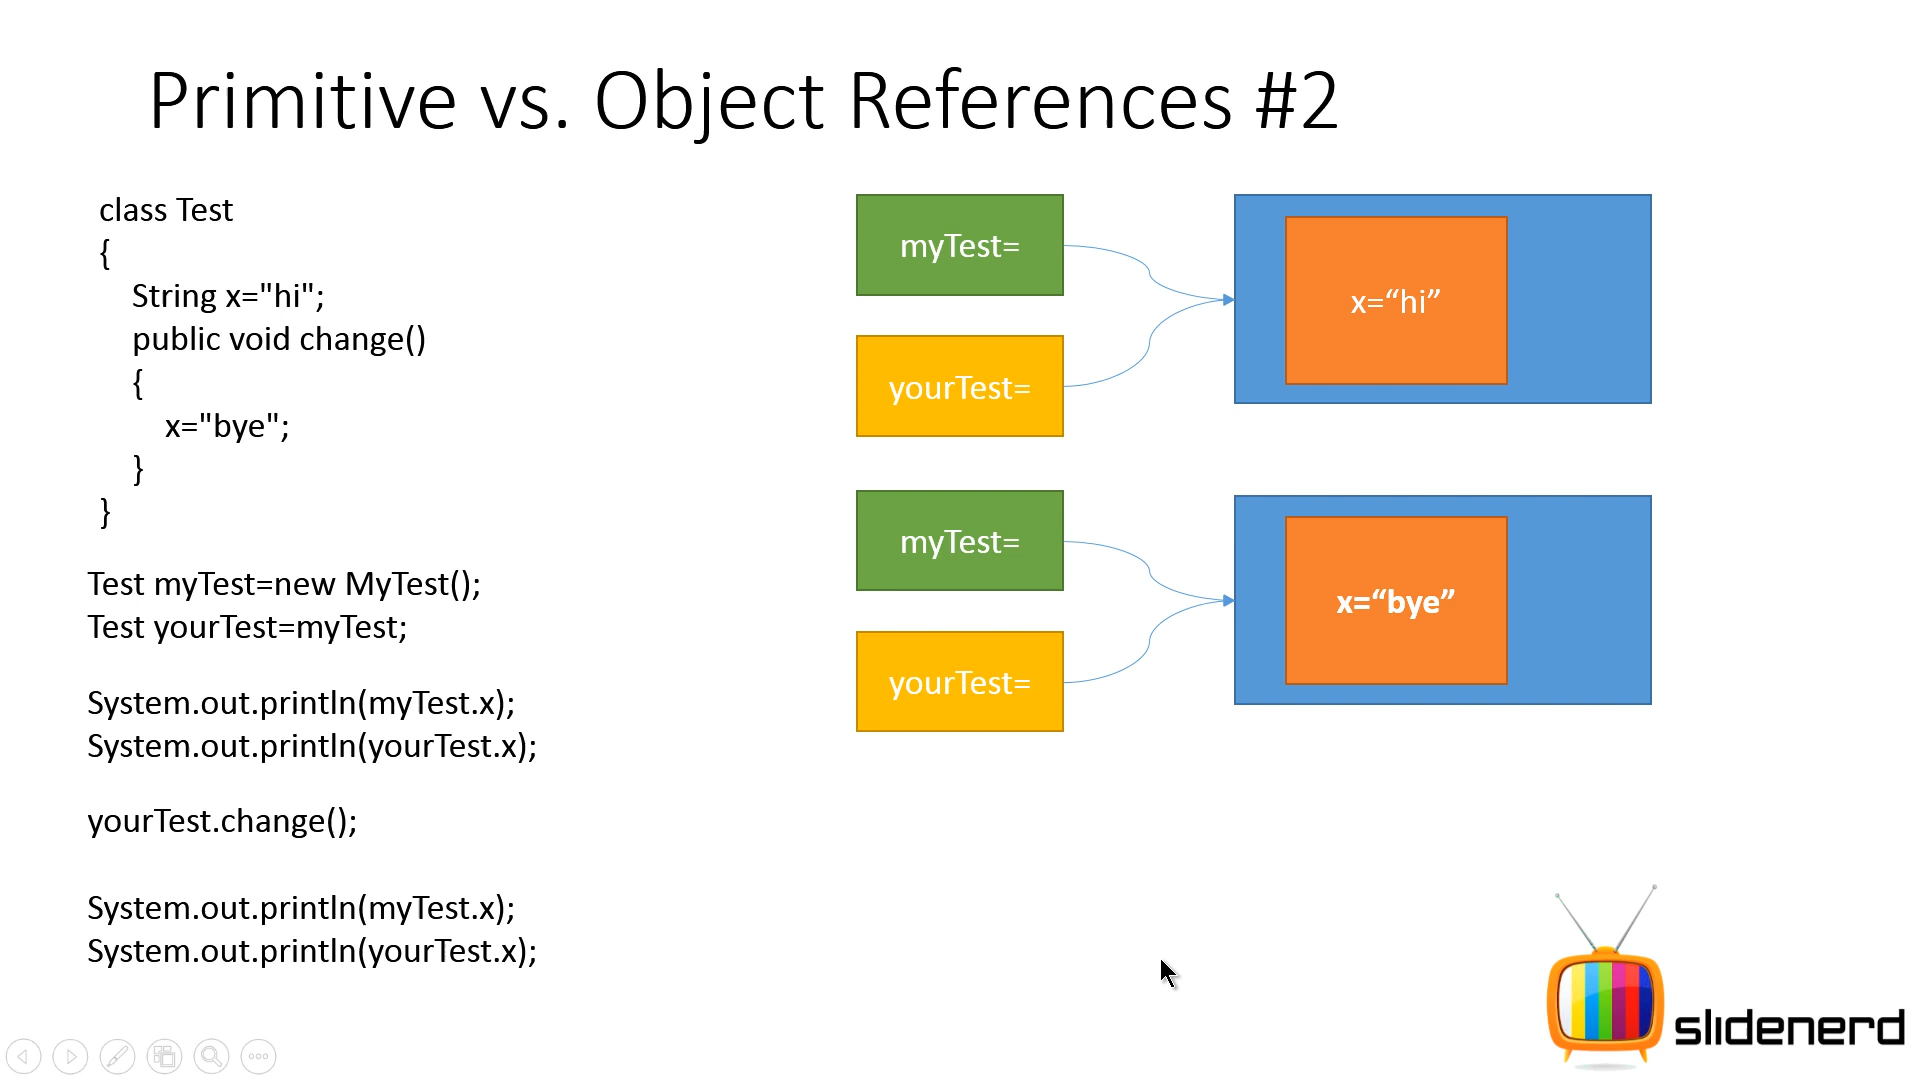 Primitive vs. Object References #2
class Test
{
String x="hi";
public void change()
{
x="bye";
}
}
Test myTest=new MyTest();
Test yourTest=myTest;
System.out.println(myTest.x);
System.out.println(yourTest.x);
yourTest.change();
System.out.println(myTest.x);
System.out.println(yourTest.x);
myTest=
yourTest=
x=“hi”
myTest=
yourTest=
x=“bye”
slidenerd